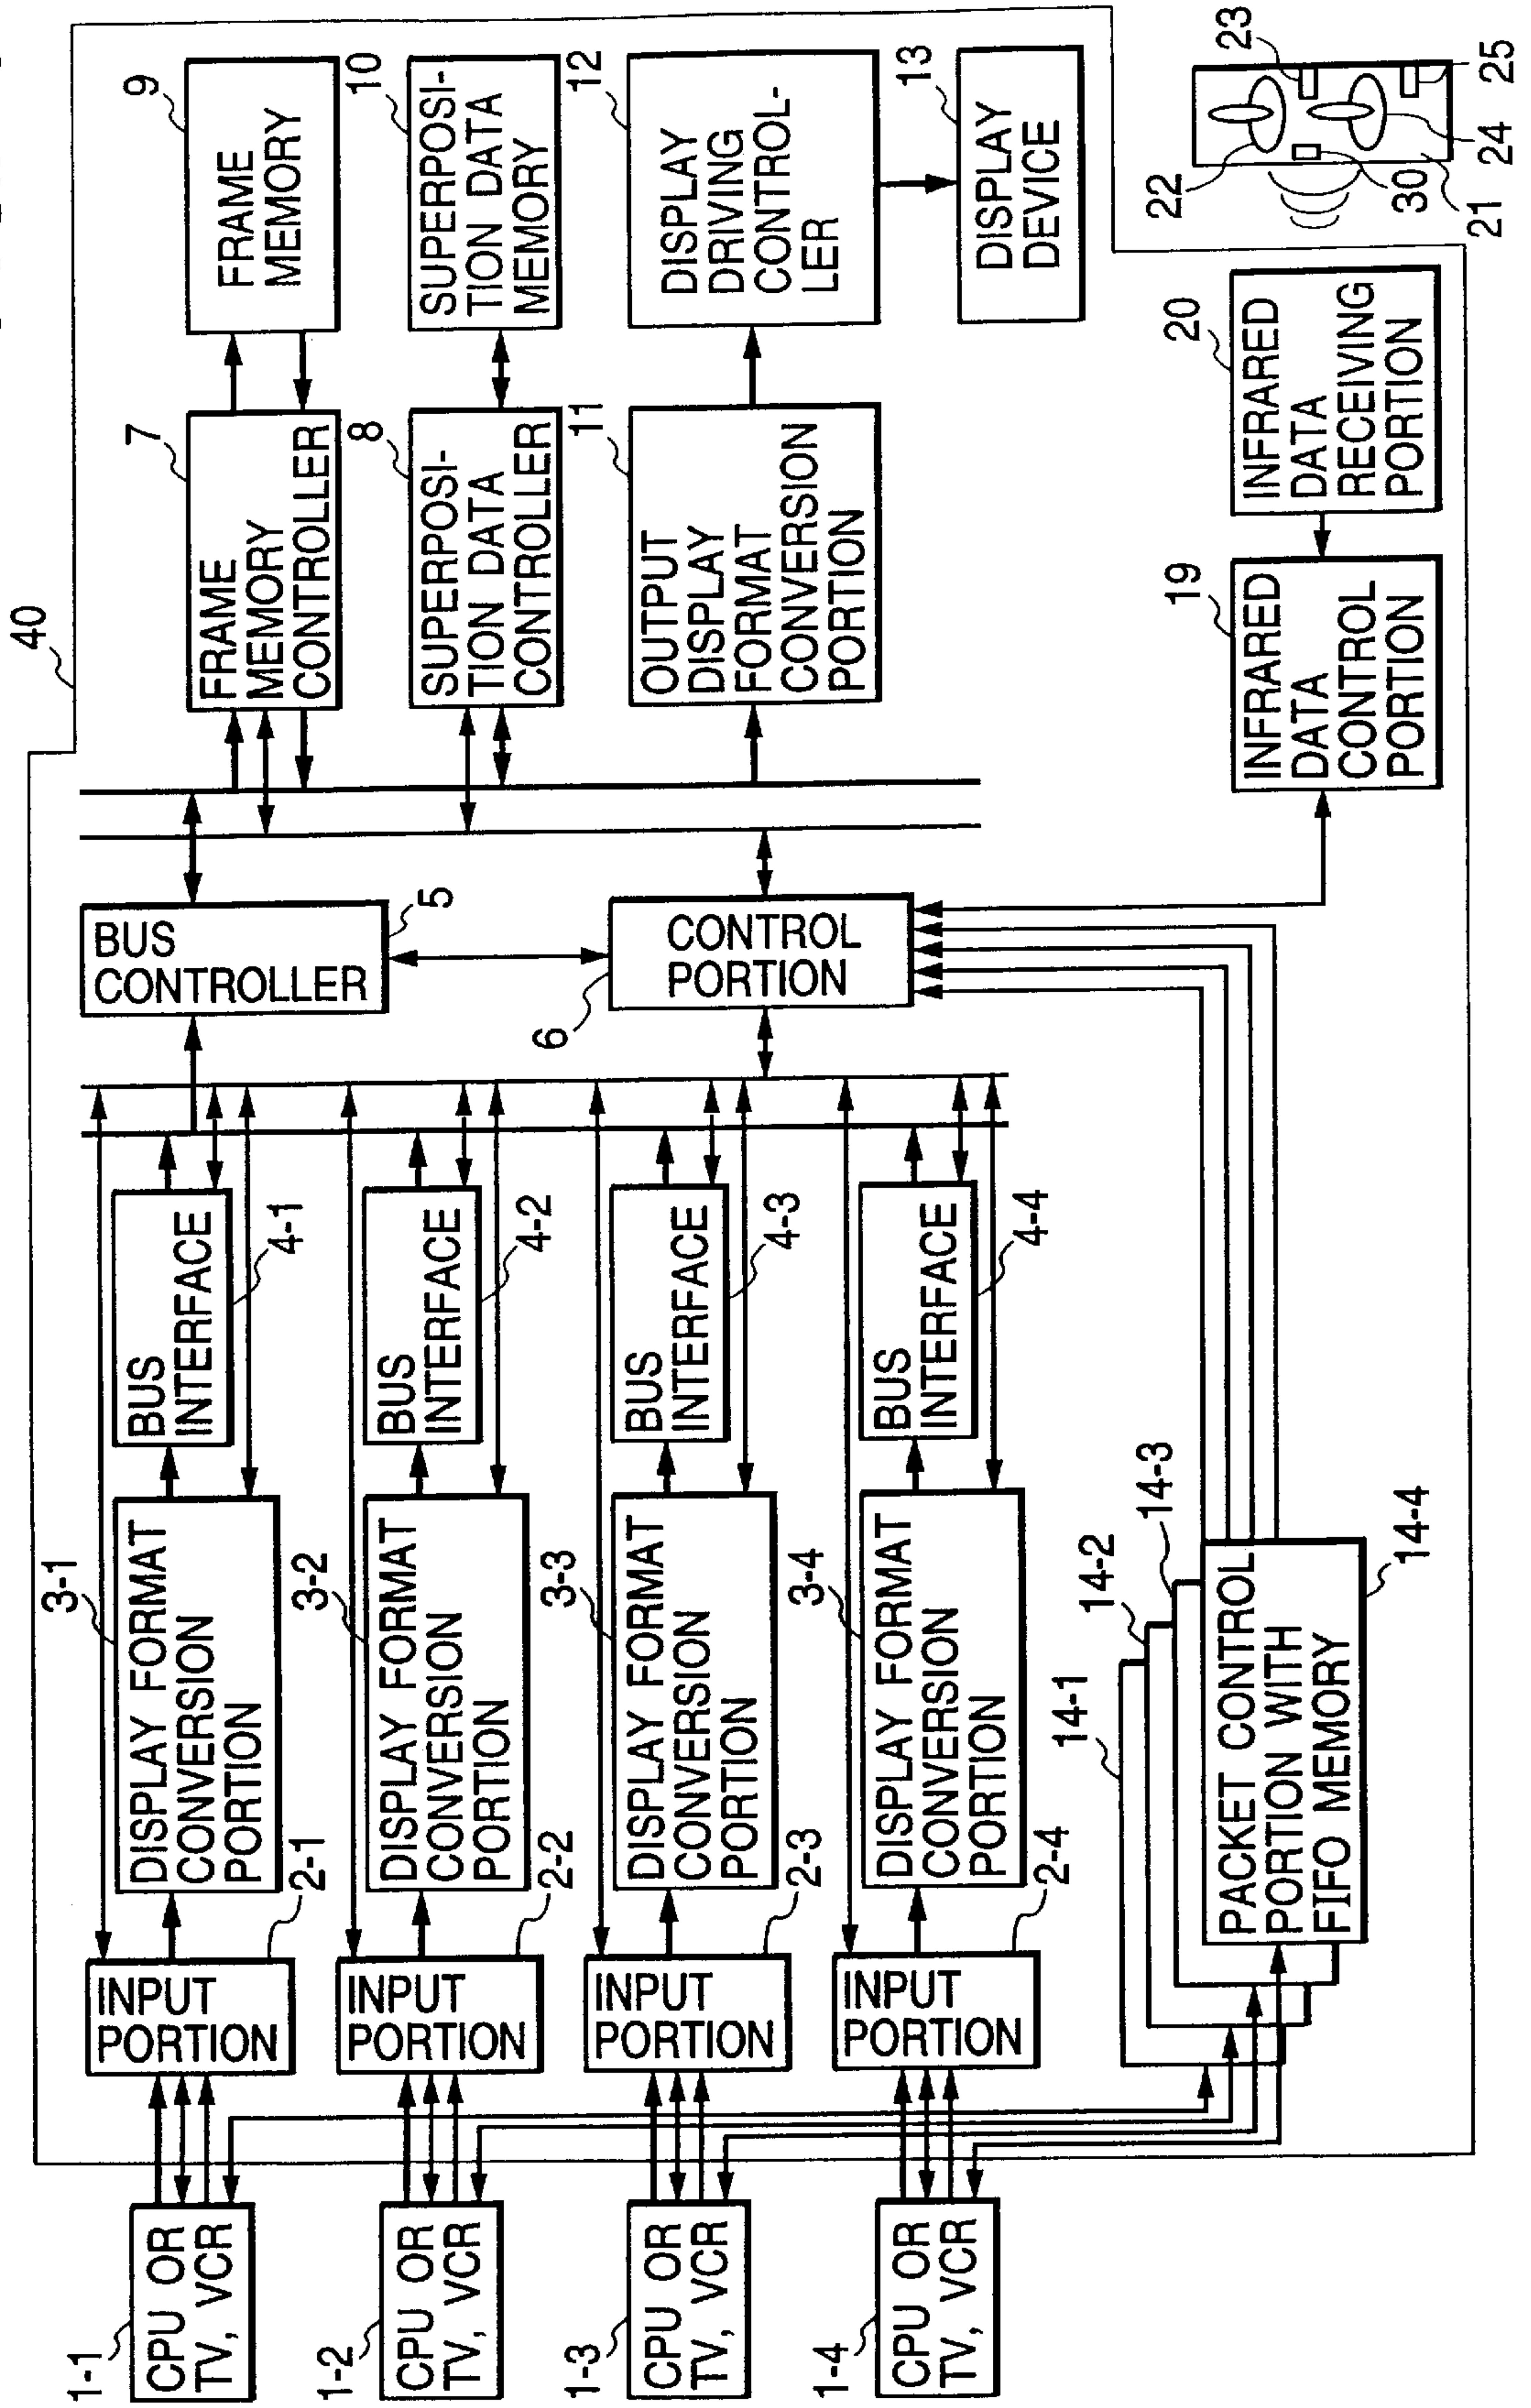 40
1-1
CPU OR
TV, VCR
INPUT
PORTION
2-1
3-1
DISPLAY FORMAT
CONVERSION
PORTION
BUS
INTERFACE
4-1
1-2
CPU OR
TV, VCR
INPUT
PORTION
2-2
3-2
DISPLAY FORMAT
CONVERSION
PORTION
BUS
INTERFACE
4-2
1-3
CPU OR
TV, VCR
INPUT
PORTION
2-3
3-3
DISPLAY FORMAT
CONVERSION
PORTION
BUS
INTERFACE
4-3
1-4
CPU OR
TV, VCR
INPUT
PORTION
2-4
3-4
DISPLAY FORMAT
CONVERSION
PORTION
BUS
INTERFACE
4-4
BUS
CONTROLLER
5
6
CONTROL
PORTION
7
FRAME
MEMORY
CONTROLLER
9
FRAME
MEMORY
8
SUPERPOSI-
TION DATA
CONTROLLER
10
SUPERPOSI-
TION DATA
MEMORY
11
OUTPUT
DISPLAY
FORMAT
CONVERSION
PORTION
12
DISPLAY
DRIVING
CONTROL-
LER
13
DISPLAY
DEVICE
14-1
14-2
14-3
PACKET CONTROL
PORTION WITH
FIFO MEMORY
14-4
19
INFRARED
DATA
CONTROL
PORTION
20
INFRARED
DATA
RECEIVING
PORTION
22
23
30
21
24
25